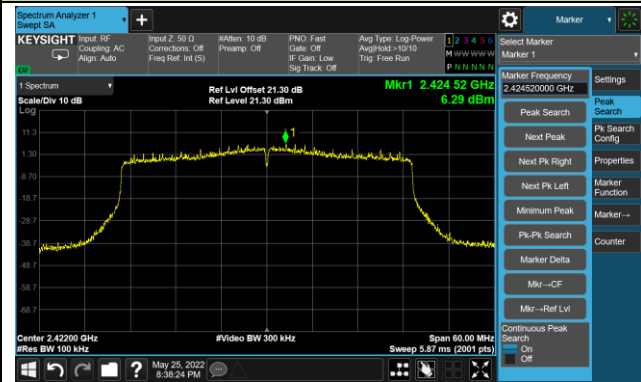 Spectrum Analyzer 1
Swept SA
Marker
KEYSIGHT
Input: RF
Coupling: AC
Align: Auto
Input Z: 50 Ω
Corrections: Off
Freq Ref: Int (S)
#Atten: 10 dB
Preamp: Off
PNO: Fast
Gate: Off
IF Gain: Low
Sig Track: Off
Avg Type: Log-Power
Avg|Hold:>10/10
Trig: Free Run
1 2 3 4 5 6
M W W W W W
P N N N N N
Select Marker
Marker 1
LXI
1 Spectrum
Scale/Div 10 dB
Log
Ref Lvl Offset 21.30 dB
Ref Level 21.30 dBm
Mkr1 2.424 52 GHz
6.29 dBm
1
11.3
1.30
-8.70
-18.7
-28.7
-38.7
-48.7
-58.7
-68.7
Center 2.42200 GHz
#Res BW 100 kHz
#Video BW 300 kHz
Span 60.00 MHz
Sweep 5.87 ms (2001 pts)
Marker Frequency
2.424520000 GHz
Peak Search
Next Peak
Next Pk Right
Next Pk Left
Minimum Peak
Pk-Pk Search
Marker Delta
Mkr→CF
Mkr→Ref Lvl
Continuous Peak
Search
On
Off
Settings
Peak
Search
Pk Search
Config
Properties
Marker
Function
Marker→
Counter
?
May 25, 2022
8:38:24 PM